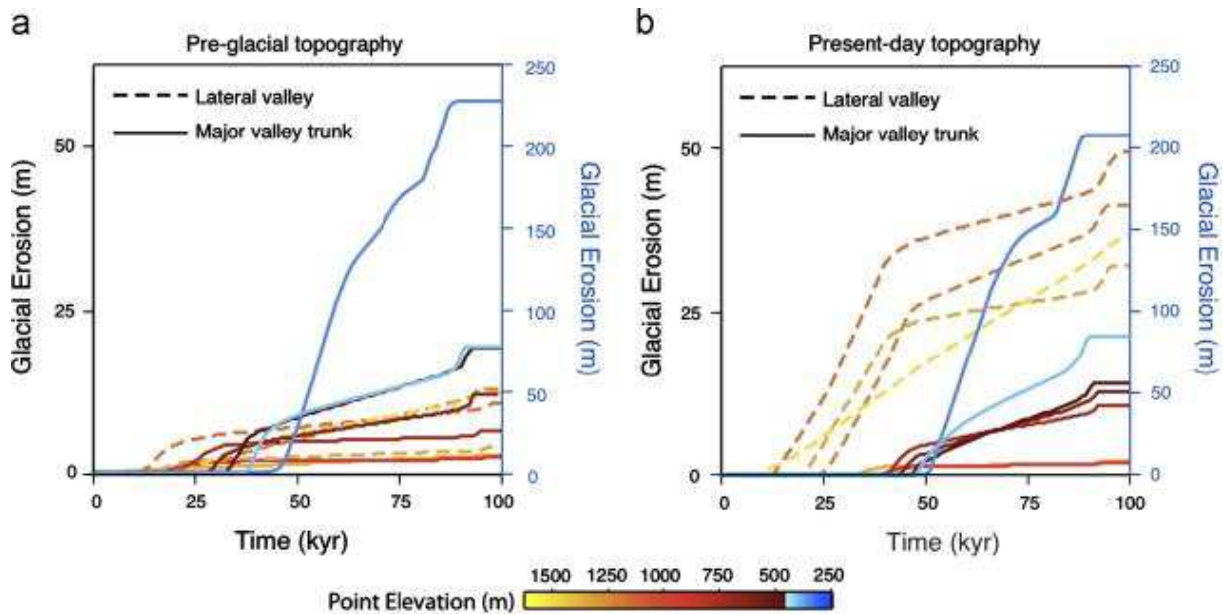 a
Pre-glacial topography
Lateral valley
Major valley trunk
Glacial Erosion (m)
50
25
0
250
200
150
100
50
0
Glacial Erosion (m)
0 25 50 75 100
Time (kyr)
b
Present-day topography
Lateral valley
Major valley trunk
Glacial Erosion (m)
50
25
0
250
200
150
100
50
0
Glacial Erosion (m)
0 25 50 75 100
Time (kyr)
1500 1250 1000 750 500 250
Point Elevation (m)